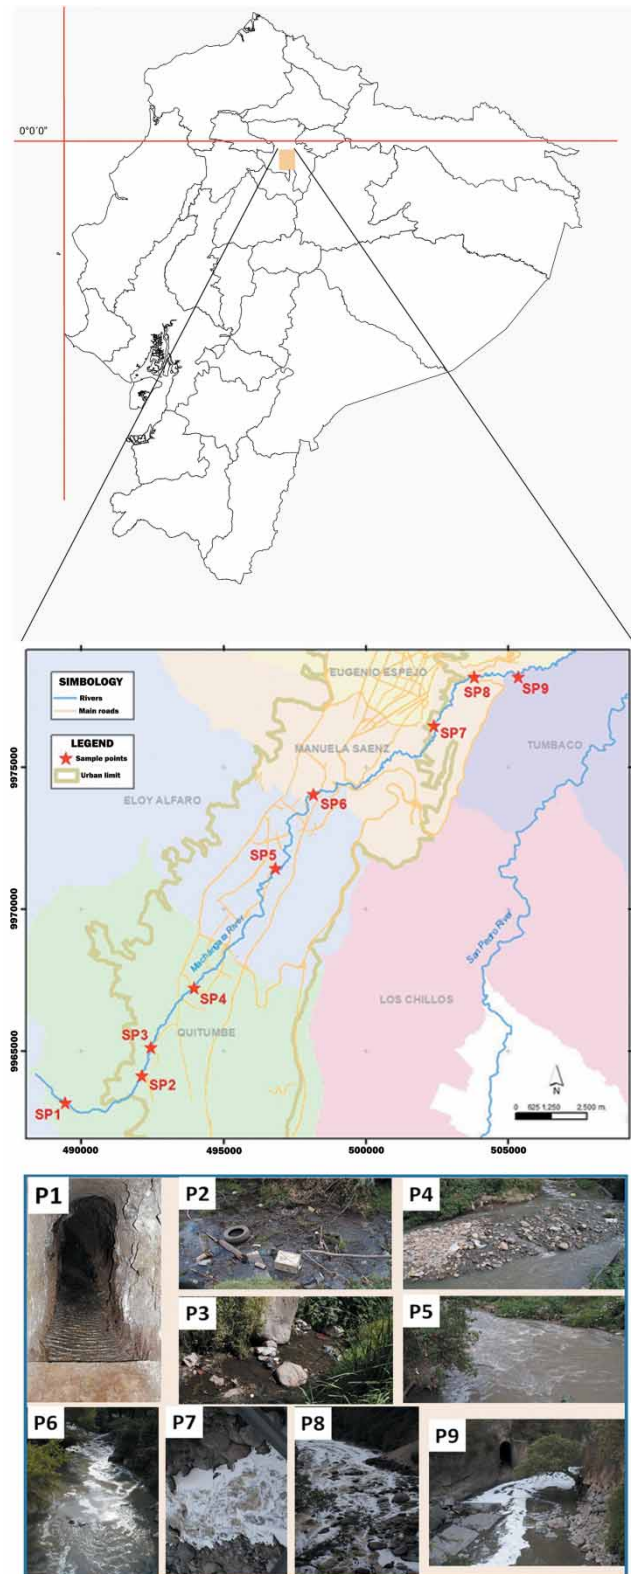 0°0'0"
SIMBOLOGY
Rivers
Main roads
LEGEND
Sample points
Urban limit
EUGENIO ESPEJO
SP8
SP9
SP7
TUMBACO
MANUELA SAENZ
ELOY ALFARO
SP6
SP5
Machángara River
San Pedro River
SP4
LOS CHILLOS
QUITUMBE
SP3
SP2
SP1
N
0 625 1.250 2.500 m.
9975000
9970000
9965000
490000
495000
500000
505000
P1
P2
P4
P3
P5
P6
P7
P8
P9